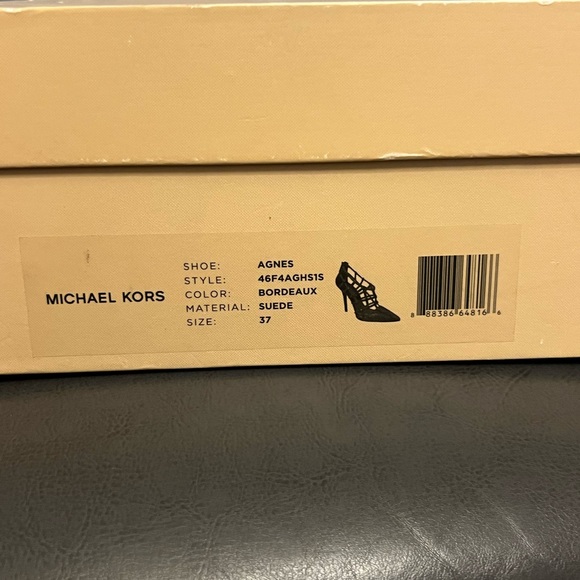 MICHAEL KORS
SHOE: AGNES
STYLE: 46F4AGHS1S
COLOR: BORDEAUX
MATERIAL: SUEDE
SIZE: 37
8 88386 64816 6